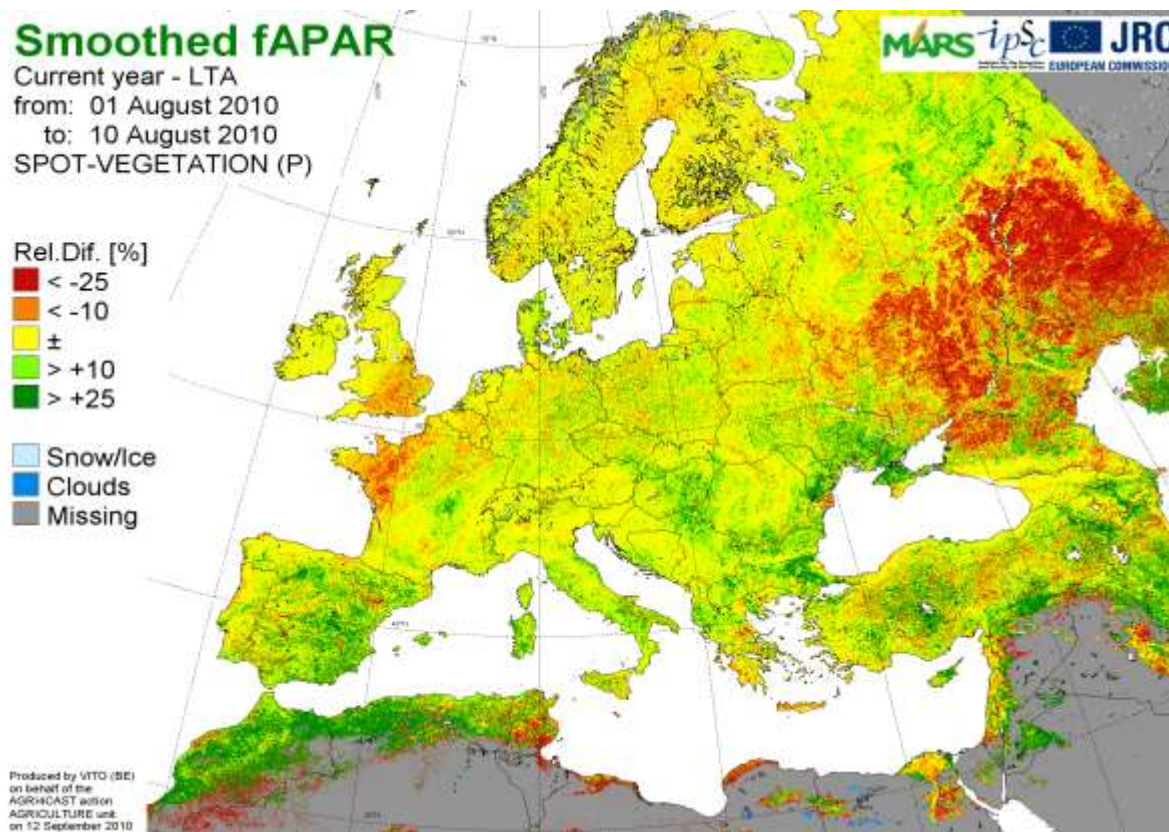 Smoothed fAPAR
Current year - LTA
from: 01 August 2010
to: 10 August 2010
SPOT-VEGETATION (P)
MARS ipsc JRC
EUROPEAN COMMISSION
Rel.Dif. [%]
< -25
< -10
±
> +10
> +25
Snow/Ice
Clouds
Missing
Produced by VITO (BE)
on behalf of the
AGRI4CAST action
AGRICULTURE unit
on 12 September 2010